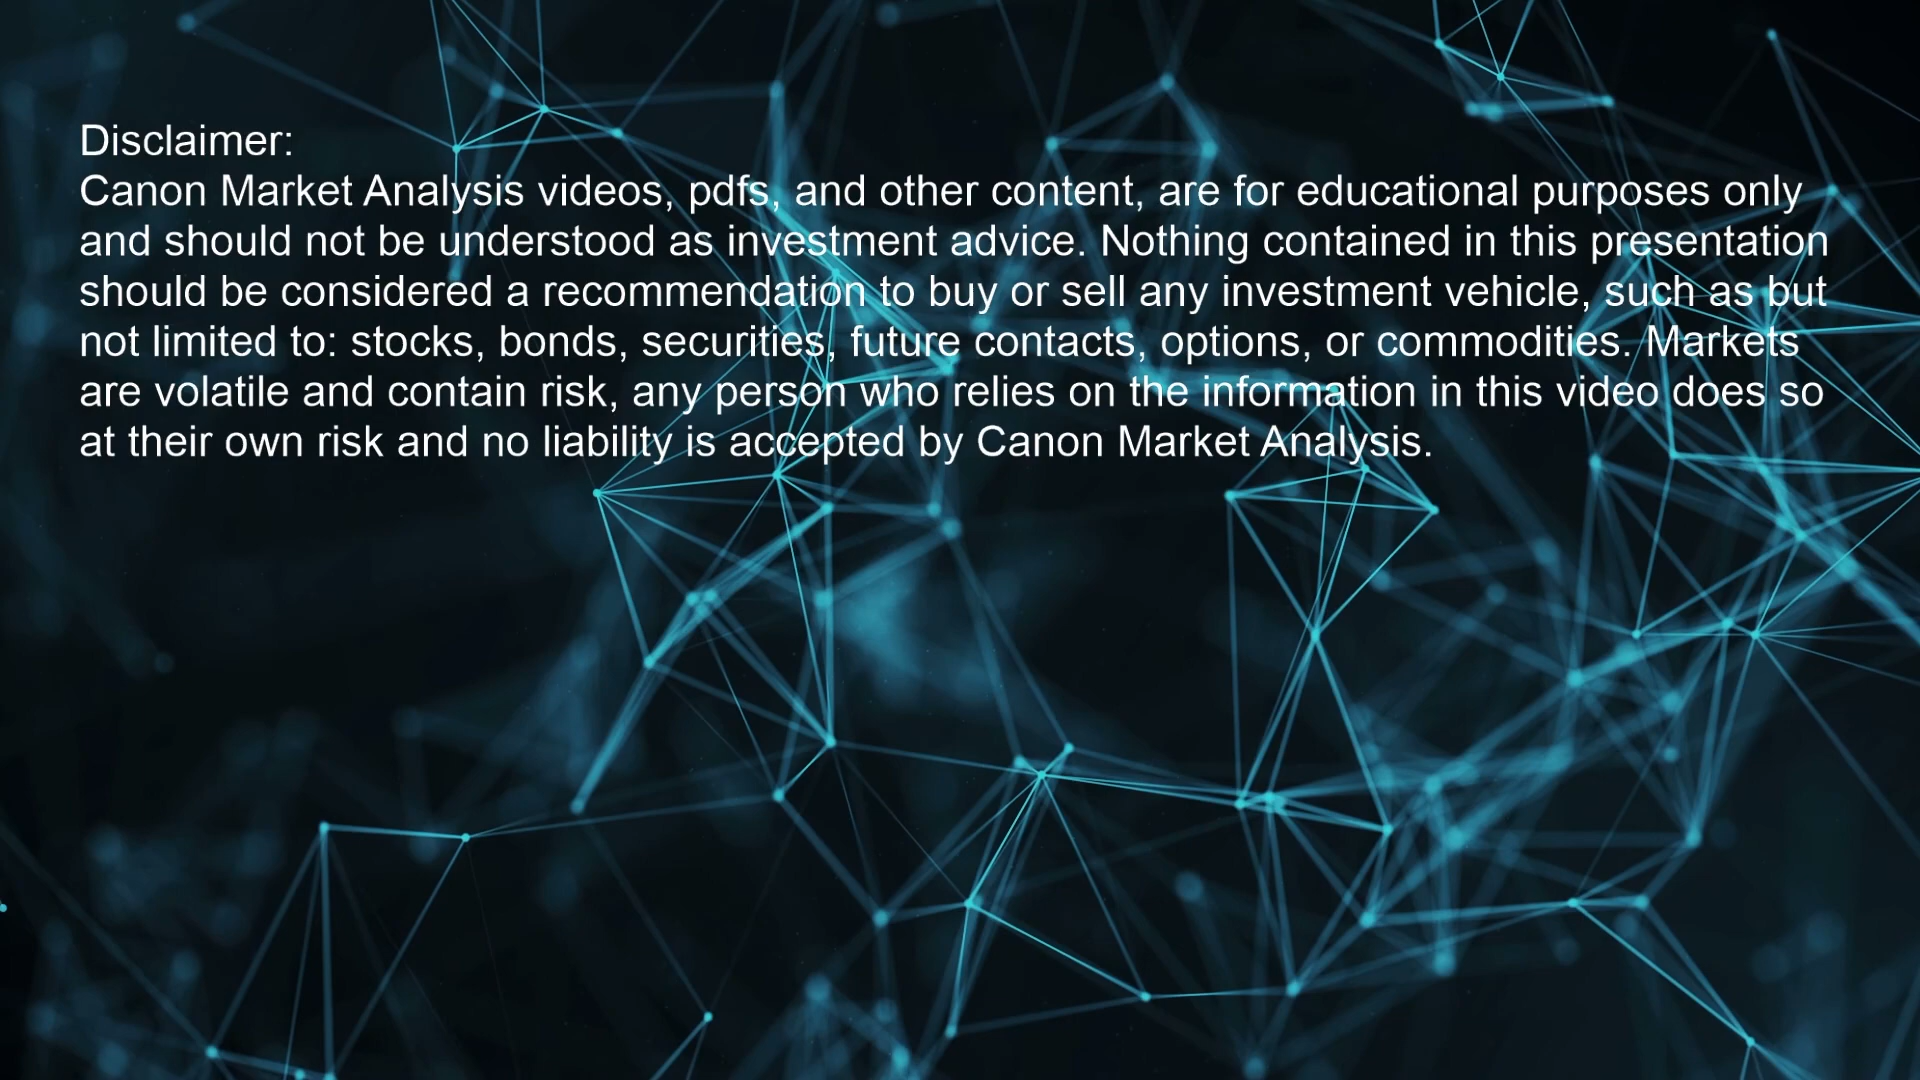 Disclaimer:
Canon Market Analysis videos, pdfs, and other content, are for educational purposes only
and should not be understood as investment advice. Nothing contained in this presentation
should be considered a recommendation to buy or sell any investment vehicle, such as but
not limited to: stocks, bonds, securities, future contacts, options, or commodities. Markets
are volatile and contain risk, any person who relies on the information in this video does so
at their own risk and no liability is accepted by Canon Market Analysis.